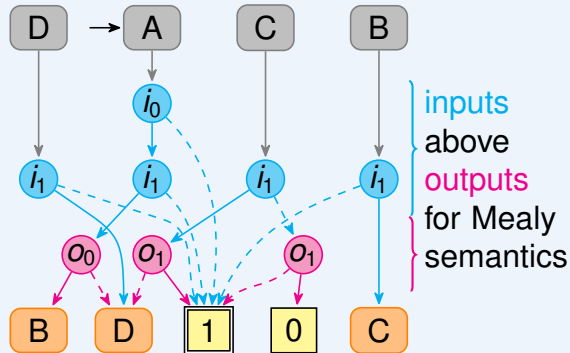 D A C B
i₀
inputs
above
i₁ i₁ i₁ i₁
outputs
for Mealy
o₀ o₁ o₁
semantics
B D 1 0 C